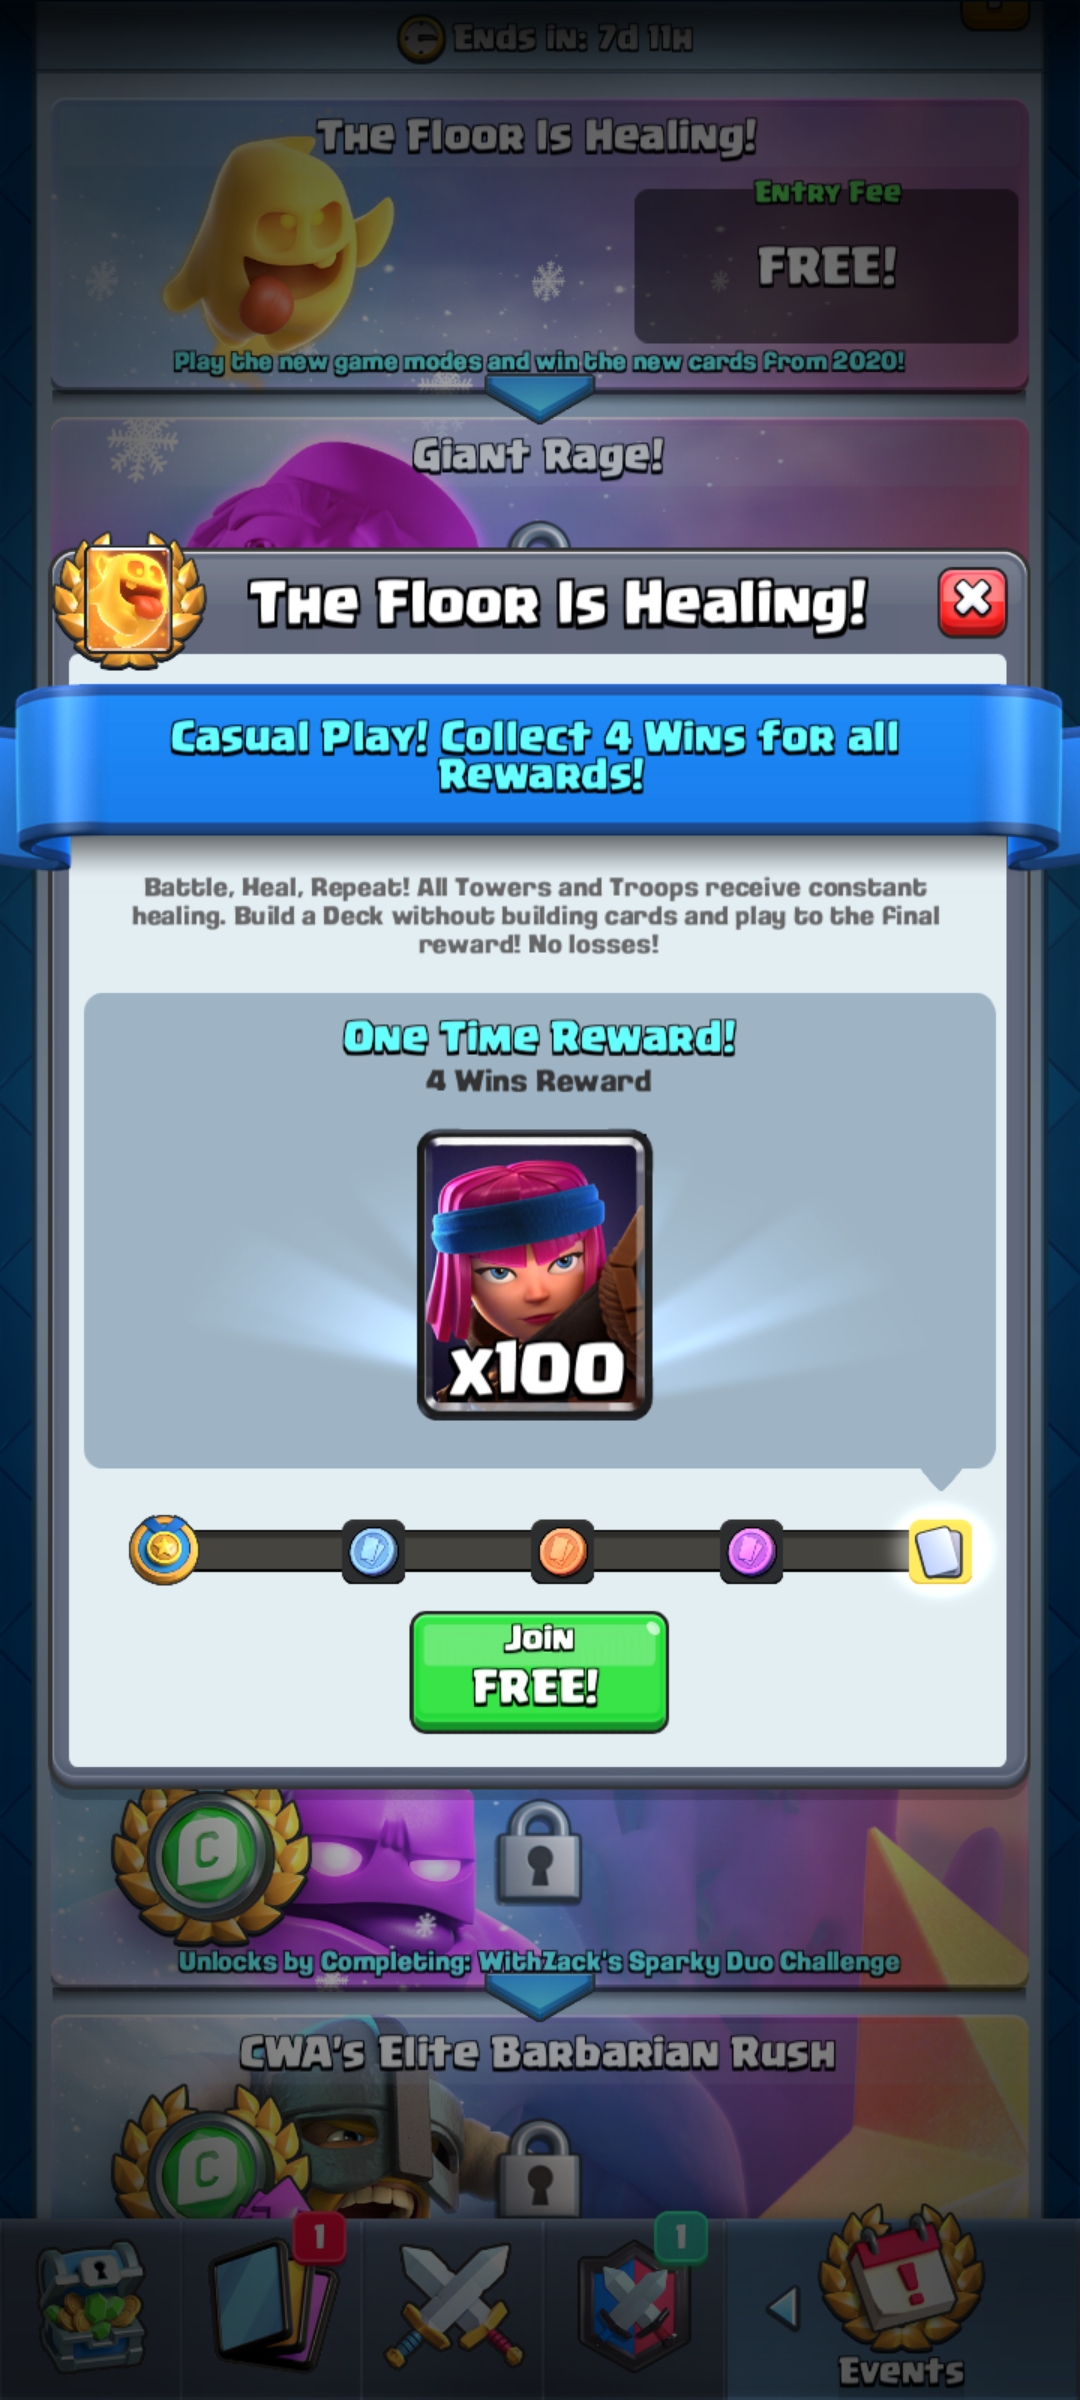 Ends in: 7d 11h
The Floor Is Healing!
Entry Fee
FREE!
Play the new game modes and win the new cards from 2020!
Giant Rage!
The Floor Is Healing!
Casual Play! Collect 4 Wins for all
Rewards!
Battle, Heal, Repeat! All Towers and Troops receive constant
healing. Build a Deck without building cards and play to the final
reward! No losses!
One Time Reward!
4 Wins Reward
x100
Join
FREE!
C
Unlocks by Completing: WithZack's Sparky Duo Challenge
CWA's Elite Barbarian Rush
C
1
1
!
Events